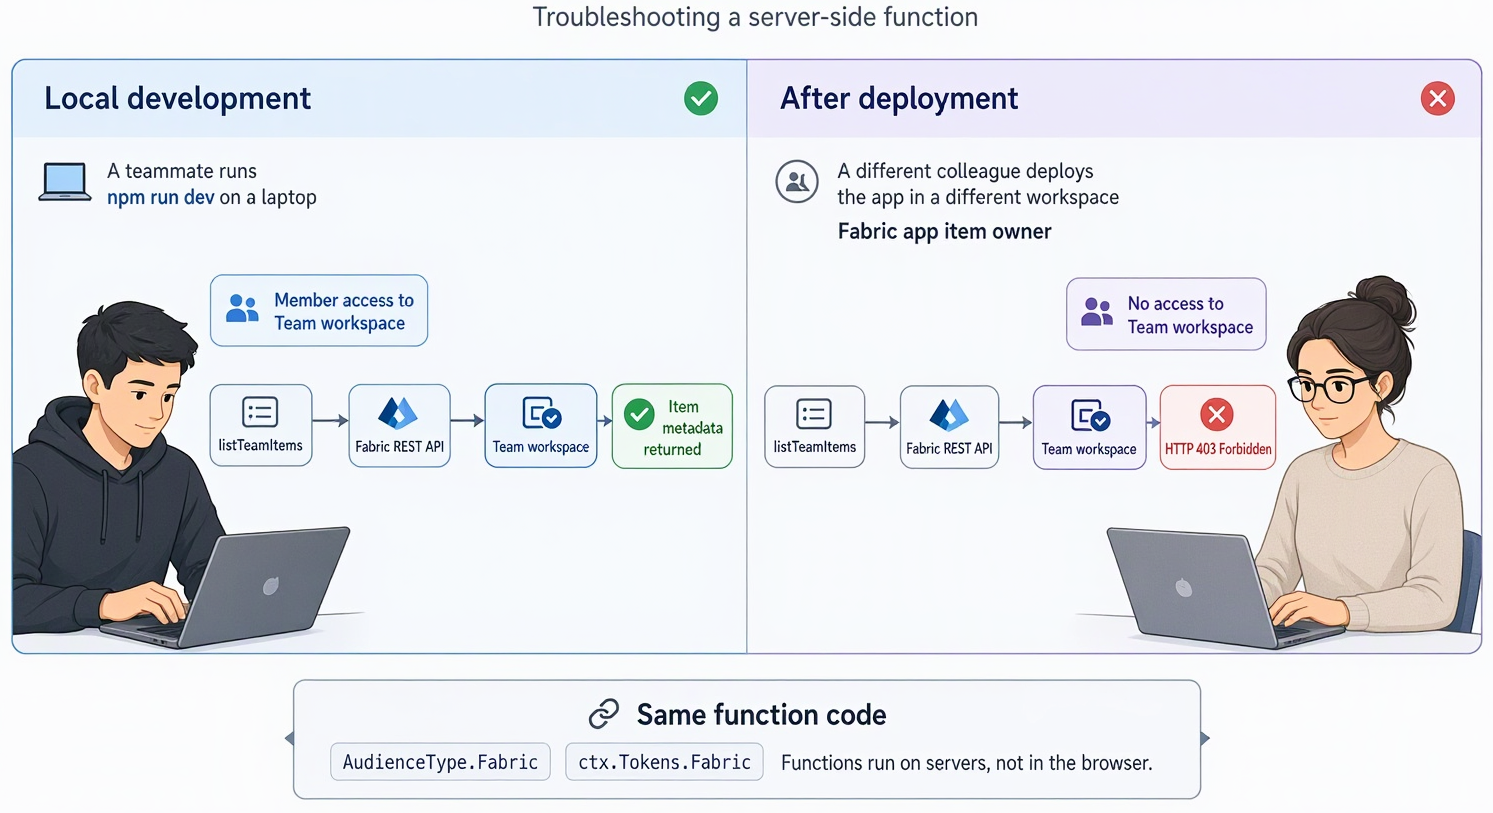 Troubleshooting a server-side function
Local development
A teammate runs
npm run dev on a laptop
Member access to
Team workspace
listTeamItems
Fabric REST API
Team workspace
Item
metadata
returned
After deployment
A different colleague deploys
the app in a different workspace
Fabric app item owner
No access to
Team workspace
listTeamItems
Fabric REST API
Team workspace
HTTP 403 Forbidden
Same function code
AudienceType.Fabric
ctx.Tokens.Fabric
Functions run on servers, not in the browser.